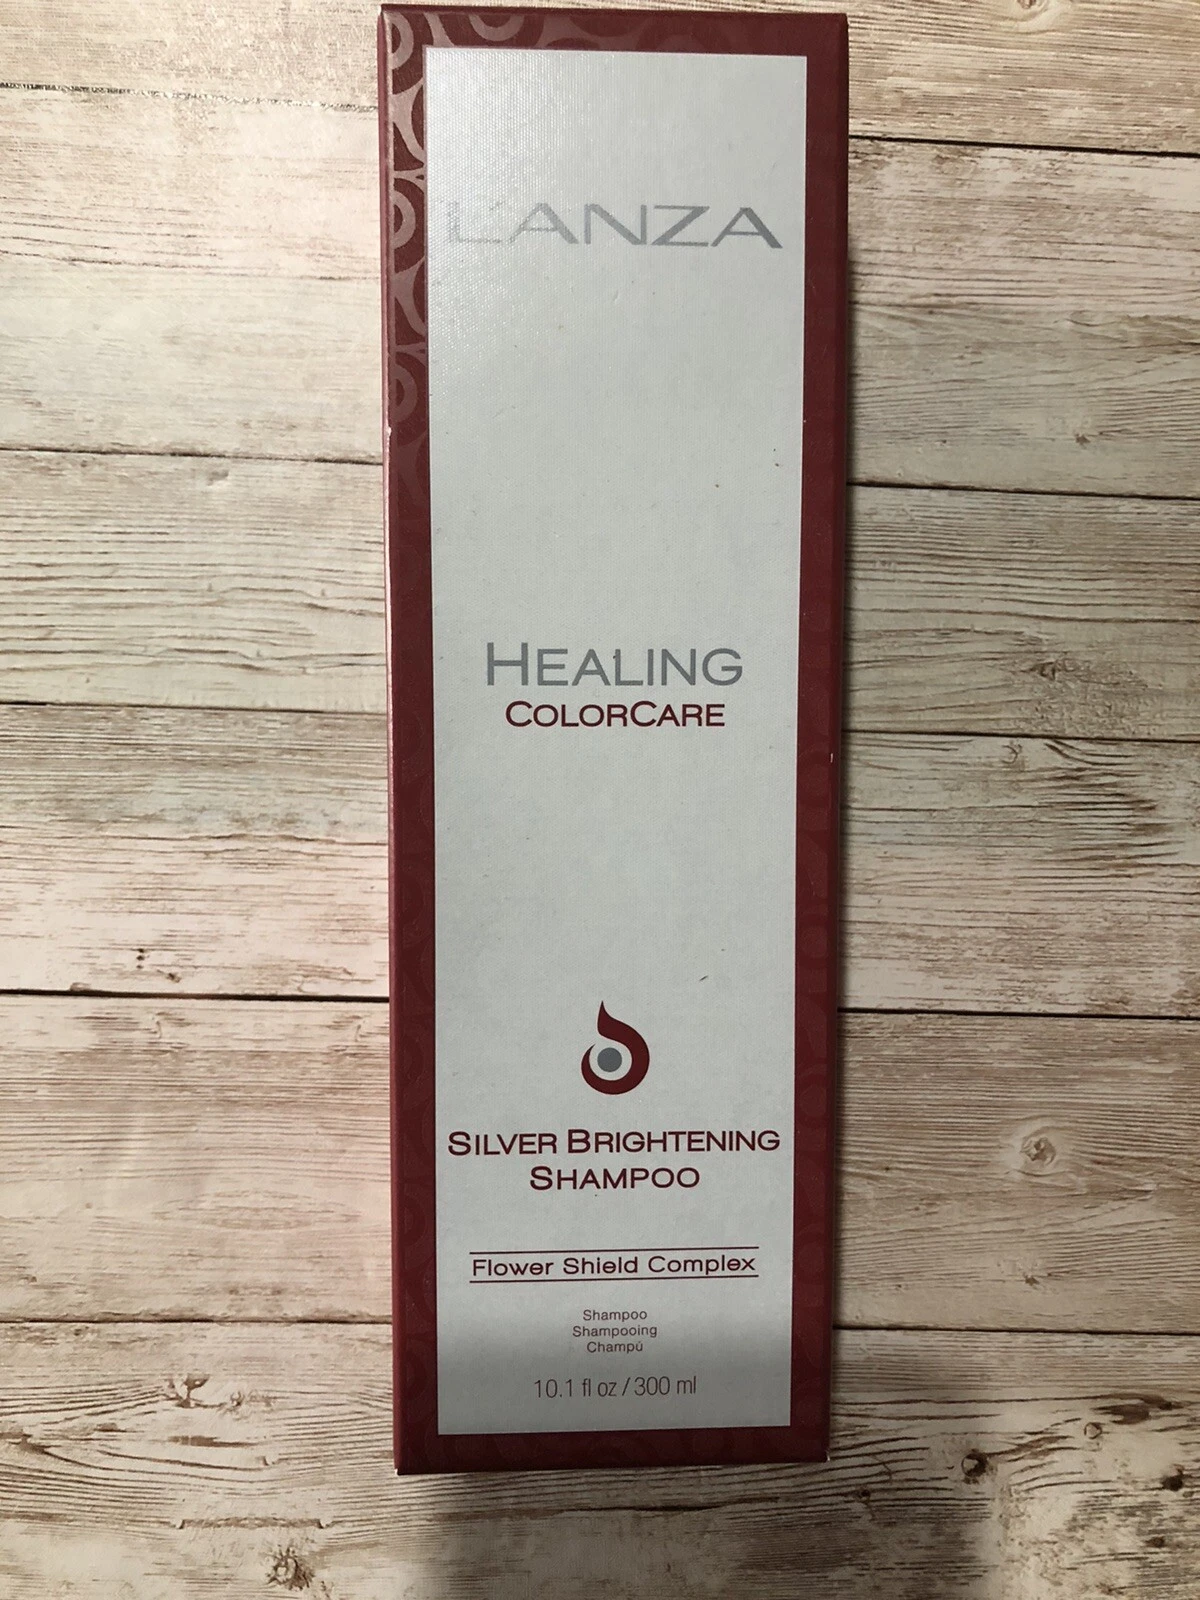 L'ANZA
HEALING
COLORCARE
SILVER BRIGHTENING
SHAMPOO
Flower Shield Complex
Shampoo
Shampooing
Champú
10.1 fl oz / 300 ml